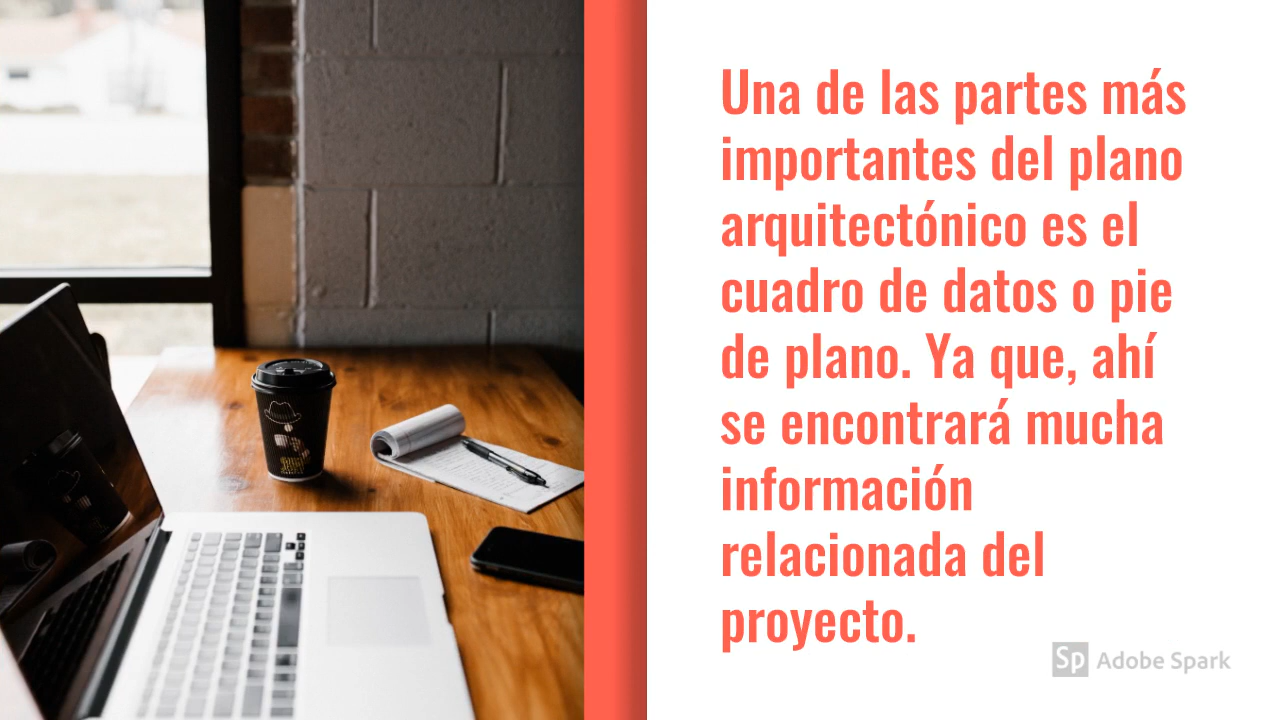 Una de las partes más
importantes del plano
arquitectónico es el
cuadro de datos o pie
de plano. Ya que, ahí
se encontrará mucha
información
relacionada del
proyecto.
Sp Adobe Spark